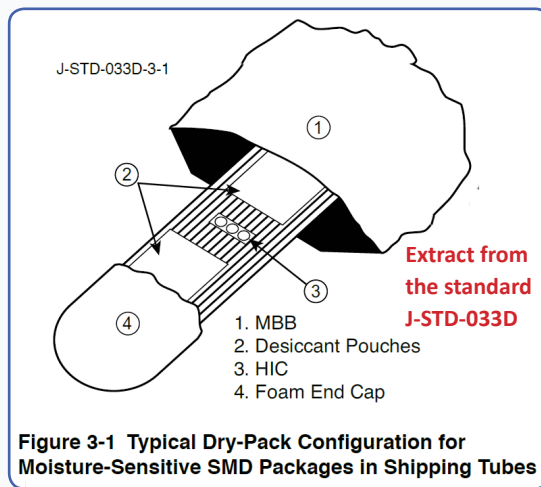 J-STD-033D-3-1
1
2
Extract from
the standard
J-STD-033D
3
4
1. MBB
2. Desiccant Pouches
3. HIC
4. Foam End Cap
Figure 3-1 Typical Dry-Pack Configuration for
Moisture-Sensitive SMD Packages in Shipping Tubes